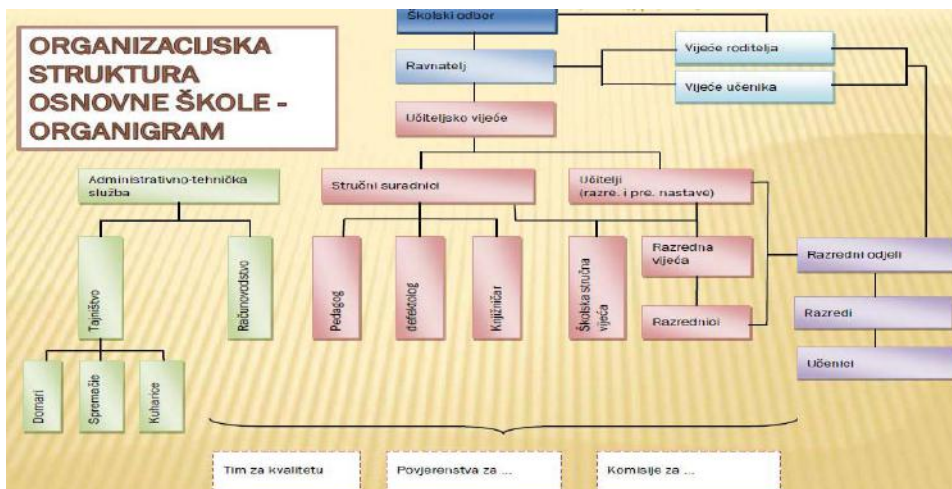 ORGANIZACIJSKA
STRUKTURA
OSNOVNE ŠKOLE -
ORGANIGRAM
Školski odbor
Ravnatelj
Vijeće roditelja
Vijeće učenika
Učiteljsko vijeće
Administrativno-tehnička
služba
Stručni suradnici
Učitelji
(razre. i pre. nastave)
Tajništvo
Računovodstvo
Pedagog
defektolog
Knjižničar
Školska stručna
vijeća
Razredna
vijeća
Razrednici
Razredni odjeli
Razredi
Učenici
Domari
Spremačie
Kuharice
Tim za kvalitetu
Povjerenstva za ...
Komisije za ...